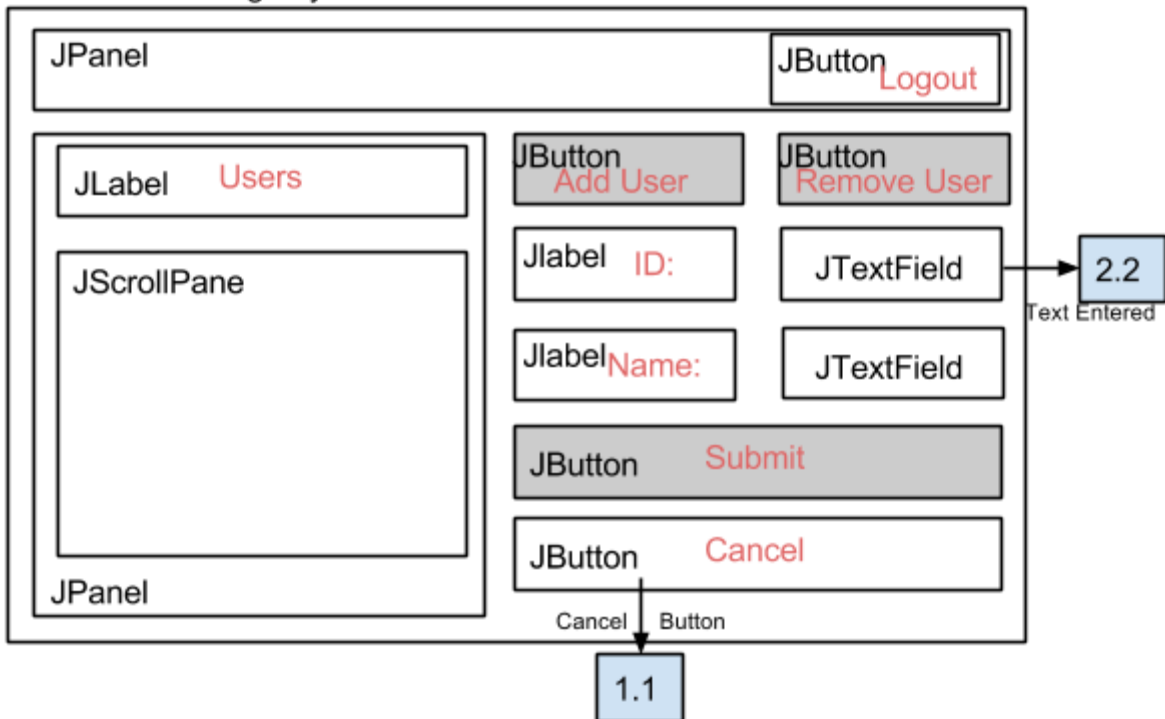 JPanel
JButton
Logout
JLabel Users
JButton
Add User
JButton
Remove User
JScrollPane
Jlabel ID:
JTextField
2.2
Text Entered
Jlabel Name:
JTextField
JButton Submit
JButton Cancel
JPanel
Cancel Button
1.1